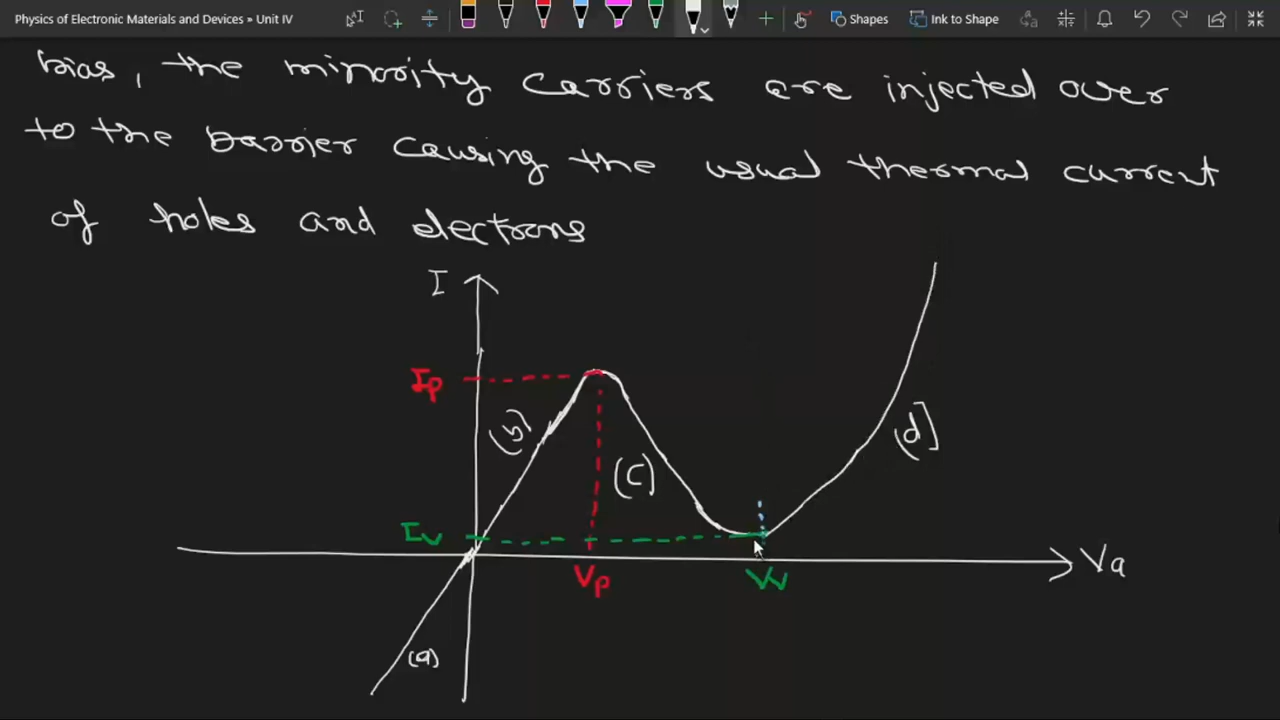 Physics of Electronic Materials and Devices » Unit IV
Shapes
Ink to Shape
bias, the minority carriers are injected over
to the barrier causing the usual thermal current
of holes and electrons
I
Ip
(b)
(c)
(d]
Iv
Vp
Vv
Va
(a)